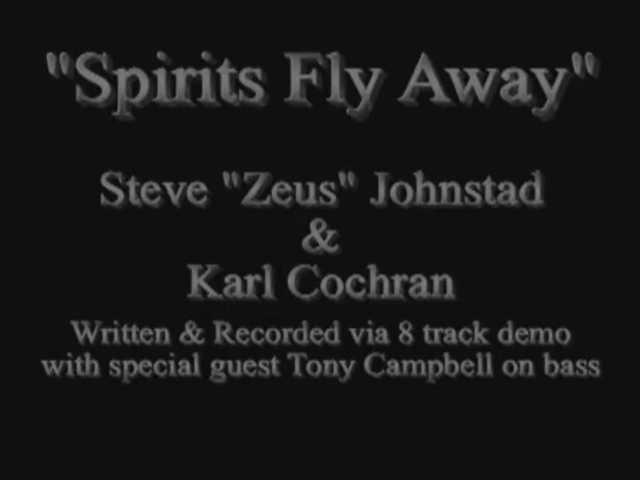 "Spirits Fly Away"
Steve "Zeus" Johnstad
&
Karl Cochran
Written & Recorded via 8 track demo
with special guest Tony Campbell on bass